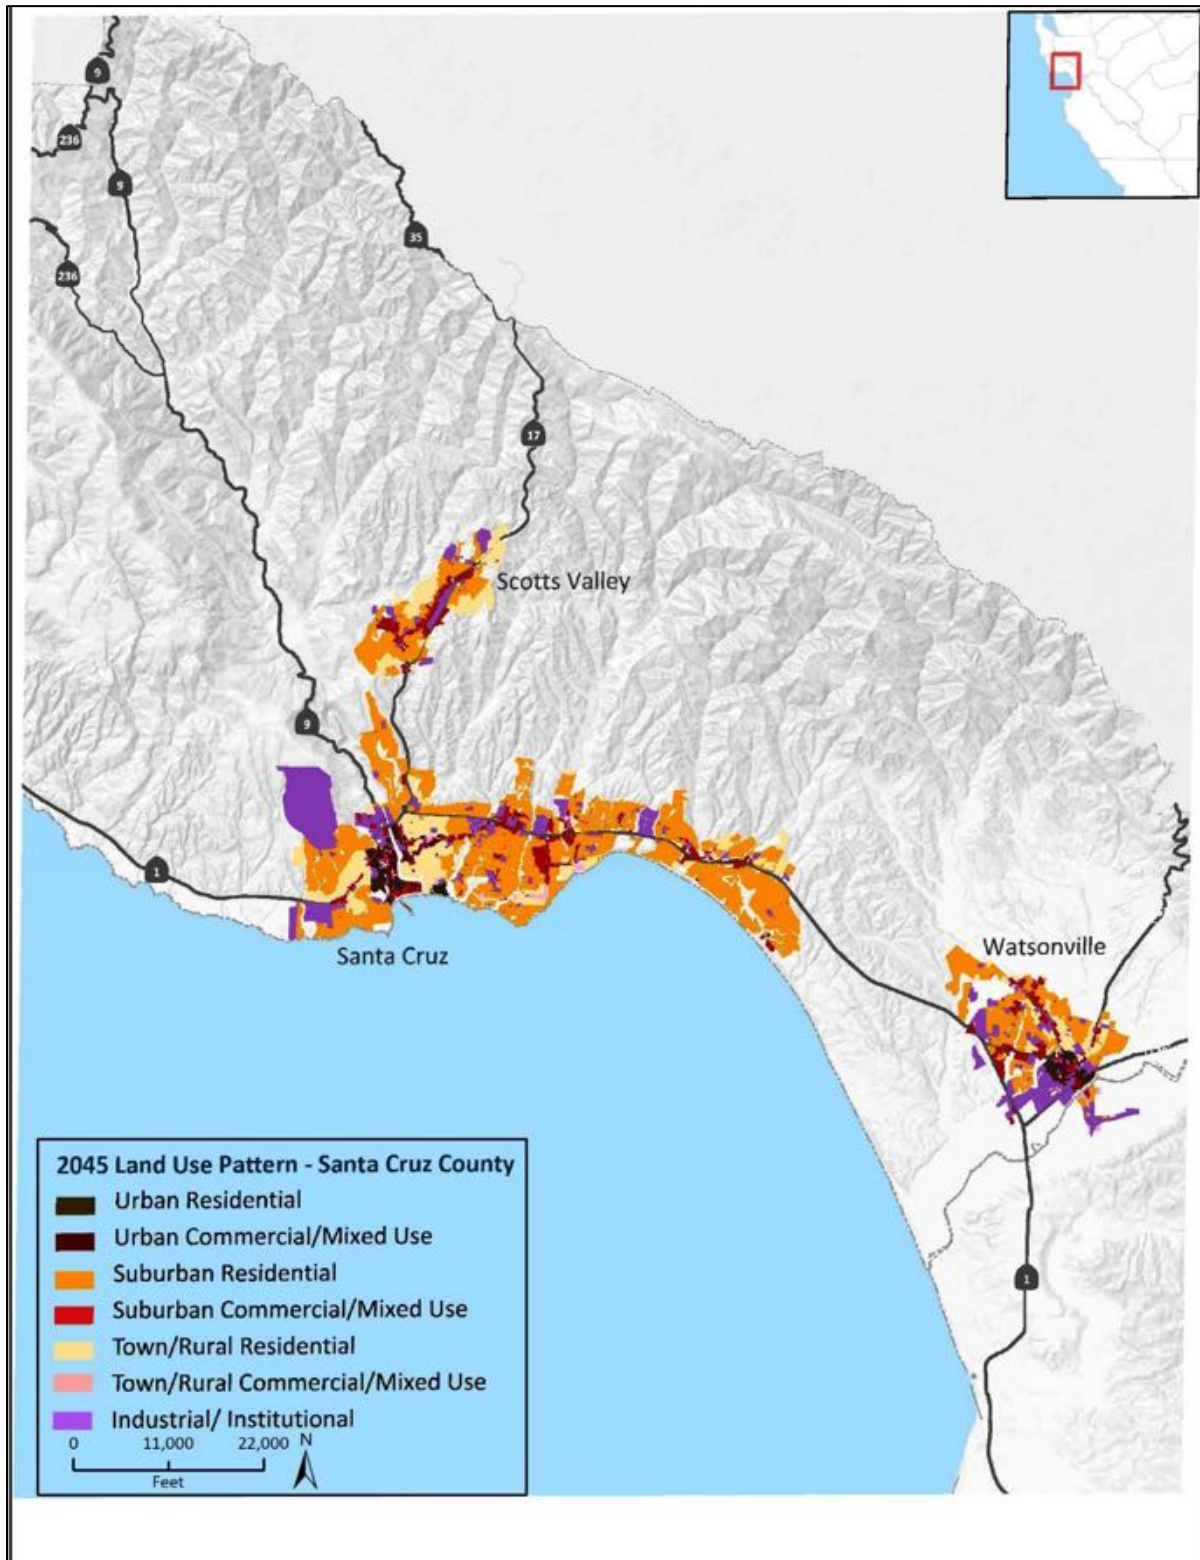 9
236
9
35
236
17
Scotts Valley
9
1
Watsonville
Santa Cruz
2045 Land Use Pattern - Santa Cruz County
Urban Residential
Urban Commercial/Mixed Use
Suburban Residential
Suburban Commercial/Mixed Use
Town/Rural Residential
Town/Rural Commercial/Mixed Use
Industrial/ Institutional
0 11,000 22,000 N
Feet
1